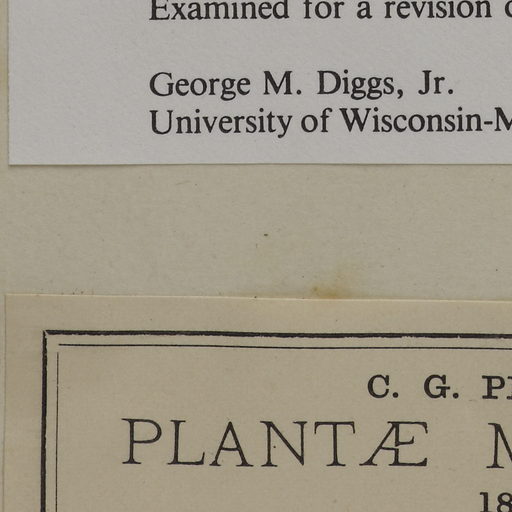 Examined for a revision
George M. Diggs, Jr.
University of Wisconsin-M
C. G. P
PLANTÆ M
18